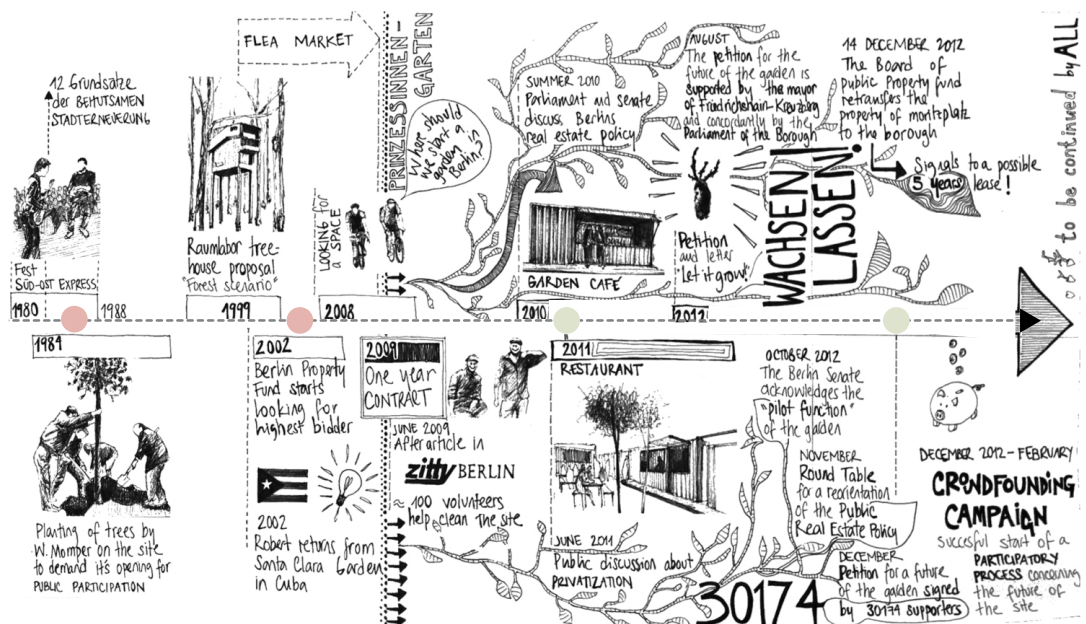 12 Grundsätze
der BEHUTSAMEN
STADTERNEUERUNG
Fest
SÜD-OST EXPRESS
1980
1988
FLEA MARKET
Raumlabor tree-
house proposal
"Forest scenario"
1999
LOOKING for
a SPACE
2008
PRINZESSINNEN-
GARTEN
Where should
we start a
garden in
Berlin?
SUMMER 2010
Parliament and senate
discuss Berlins
real estate policy
GARDEN CAFÉ
2010
AUGUST
The petition for the
future of the garden is
supported by the mayor
of Friedrichshain-Kreuzberg
and concordantly by the
Parliament of the Borough
Petition
and letter
"Let it grow"
2012
WACHSEN
LASSEN!
14 DECEMBER 2012
The Board of
public Property fund
retransfers the
property of moritzplatz
to the borough
Signals to a possible
5 years lease!
to be continued by ALL
1984
Planting of trees by
W. Momper on the site
to demand it's opening for
PUBLIC PARTICIPATION
2002
Berlin Property
Fund starts
looking for
highest bidder
2002
Robert returns from
Santa Clara Garden
in Cuba
2009
One year
CONTRACT
JUNE 2009
After article in
zitty BERLIN
≈ 100 volunteers
help clean the site
2011
RESTAURANT
JUNE 2011
Public discussion about
PRIVATIZATION
30174
OCTOBER 2012
The Berlin Senate
acknowledges the
"pilot function"
of the garden
NOVEMBER
Round Table
for a reorientation
of the Public
Real Estate Policy
DECEMBER
Petition for a future
of the garden signed
by 30174 supporters
DECEMBER 2012 - FEBRUARY
CROWDFOUNDING
CAMPAIGN
succesful start of a
PARTICIPATORY
PROCESS concerning
the future of
the site